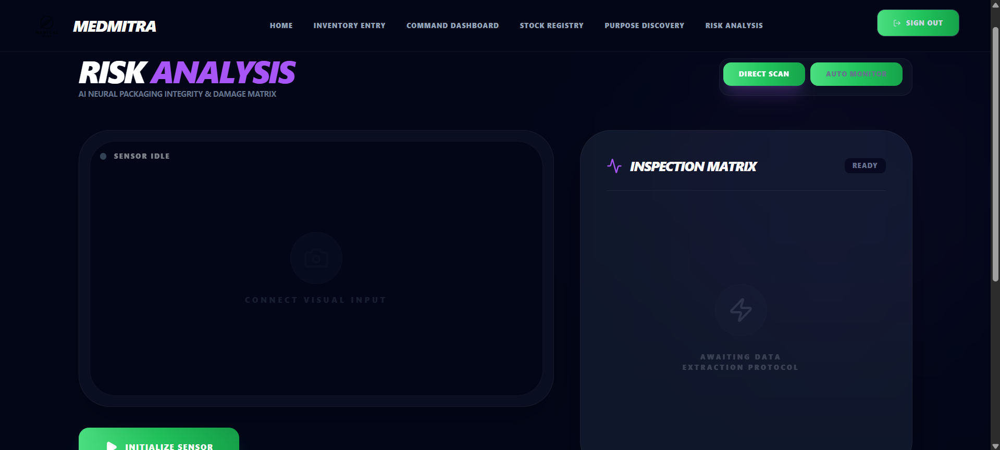 MEDMITRA
HOME
INVENTORY ENTRY
COMMAND DASHBOARD
STOCK REGISTRY
PURPOSE DISCOVERY
RISK ANALYSIS
SIGN OUT
RISK ANALYSIS
AI NEURAL PACKAGING INTEGRITY & DAMAGE MATRIX
DIRECT SCAN
AUTO MONITOR
SENSOR IDLE
CONNECT VISUAL INPUT
INITIALIZE SENSOR
INSPECTION MATRIX
READY
AWAITING DATA
EXTRACTION PROTOCOL